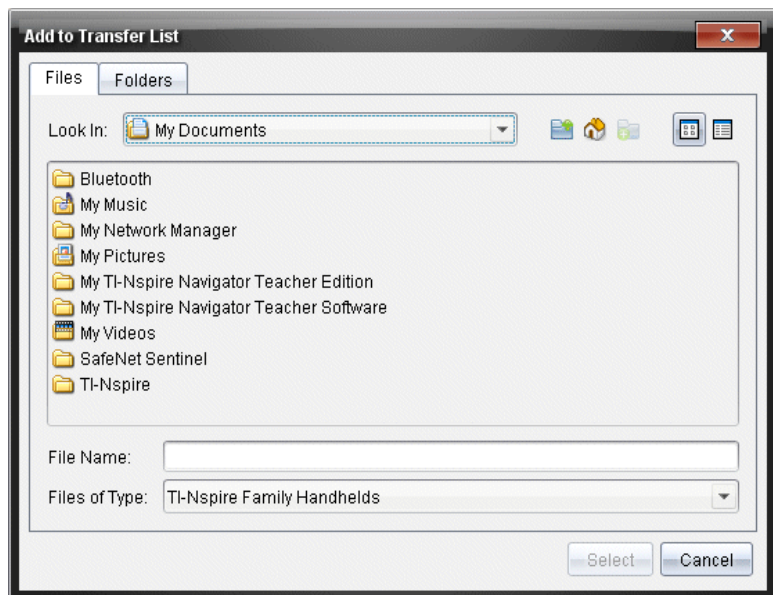 Add to Transfer List
Files
Folders
Look In: My Documents
Bluetooth
My Music
My Network Manager
My Pictures
My TI-Nspire Navigator Teacher Edition
My TI-Nspire Navigator Teacher Software
My Videos
SafeNet Sentinel
TI-Nspire
File Name:
Files of Type: TI-Nspire Family Handhelds
Select
Cancel